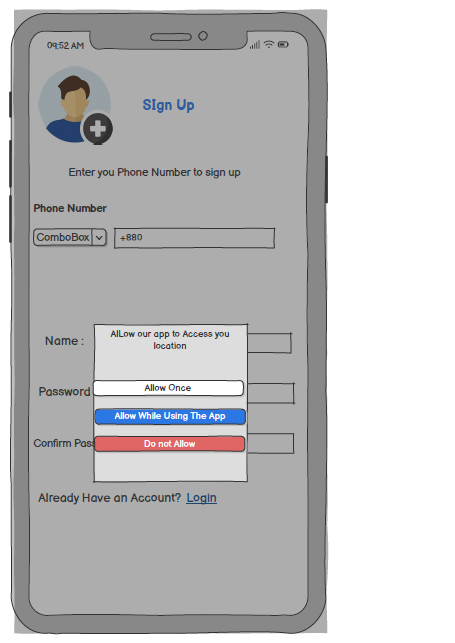 09:52 AM
SIgn Up
Enter you Phone Number to sign up
Phone Number
ComboBox
+880
AlLow our app to Access you
location
Name :
Allow Once
Password
Allow While Using The App
Confirm Pass
Do not Allow
Already Have an Account? Login